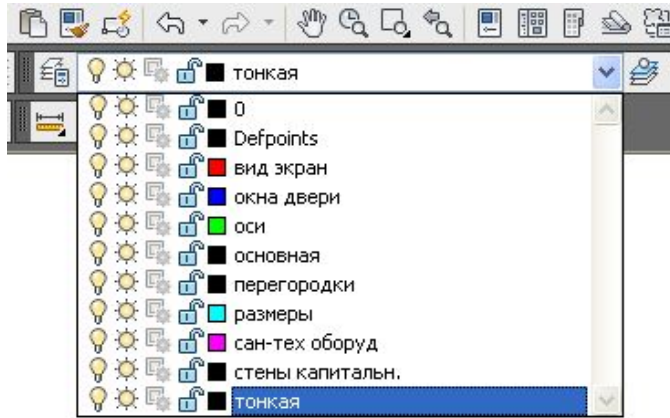 тонкая
0
Defpoints
вид экран
окна двери
оси
основная
перегородки
размеры
сан-тех оборуд
стены капитальн.
тонкая